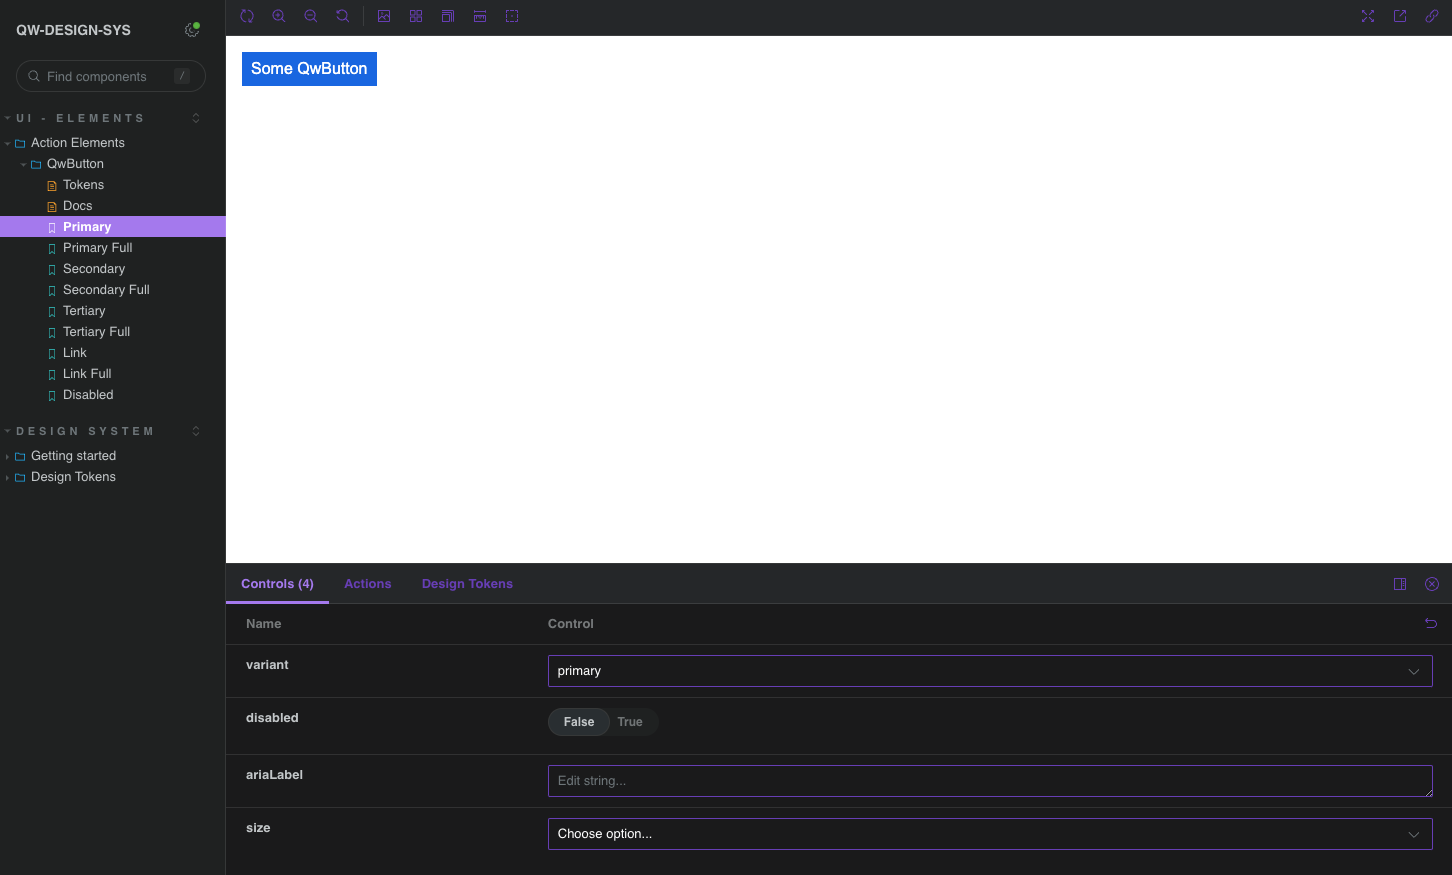 QW-DESIGN-SYS
Find components /
UI - ELEMENTS
Action Elements
QwButton
Tokens
Docs
Primary
Primary Full
Secondary
Secondary Full
Tertiary
Tertiary Full
Link
Link Full
Disabled
DESIGN SYSTEM
Getting started
Design Tokens
Some QwButton
Controls (4) Actions Design Tokens
Name Control
variant primary
disabled False True
ariaLabel Edit string...
size Choose option...